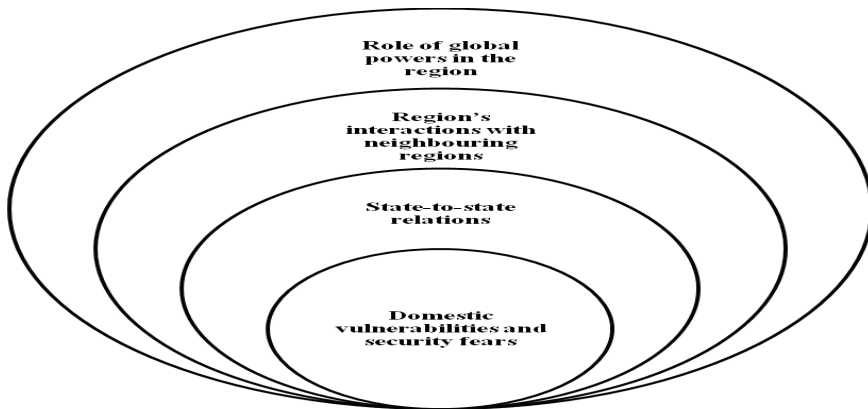 Role of global
powers in the
region
Region's
interactions with
neighbouring
regions
State-to-state
relations
Domestic
vulnerabilities and
security fears